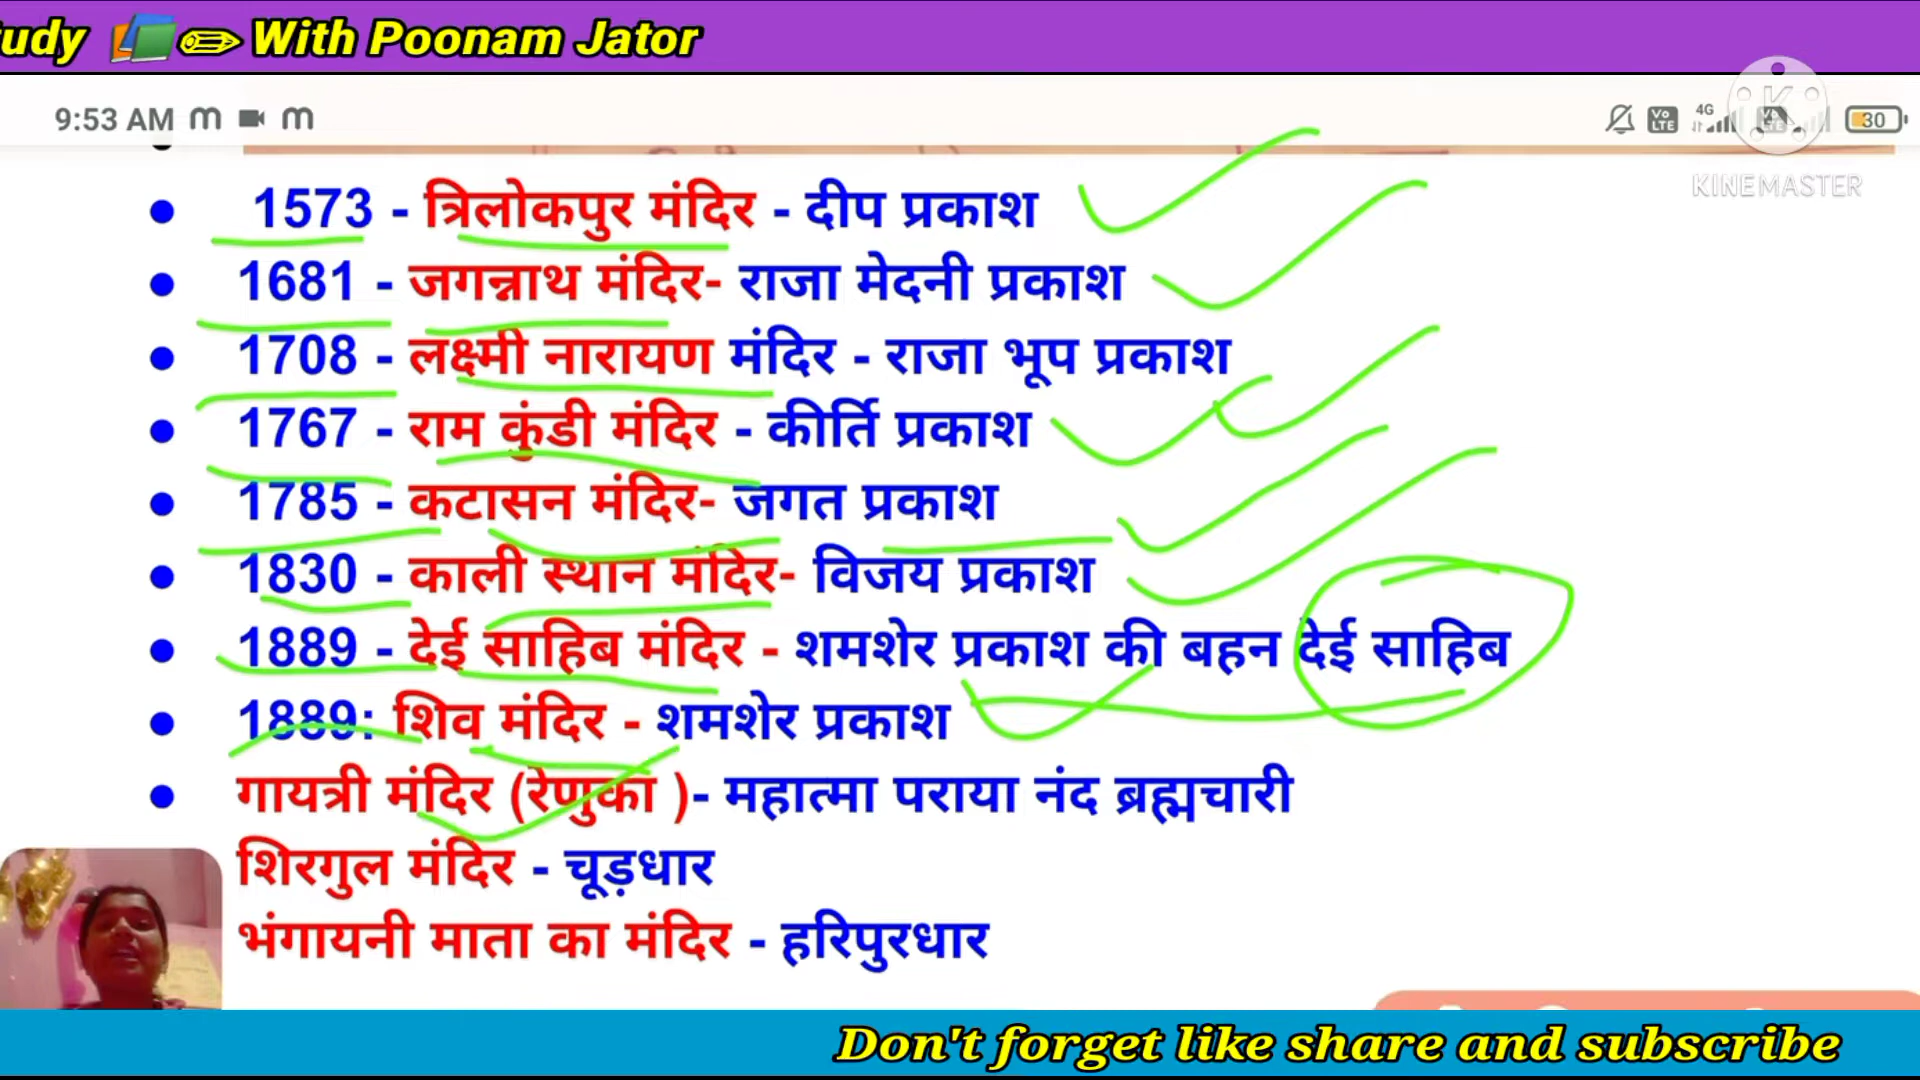 udy With Poonam Jator
9:53 AM
4G
30
KINEMASTER
1573 - त्रिलोकपुर मंदिर - दीप प्रकाश
1681 - जगन्नाथ मंदिर- राजा मेदनी प्रकाश
1708 - लक्ष्मी नारायण मंदिर - राजा भूप प्रकाश
1767 - राम कुंडी मंदिर - कीर्ति प्रकाश
1785 - कटासन मंदिर- जगत प्रकाश
1830 - काली स्थान मंदिर- विजय प्रकाश
1889 - देई साहिब मंदिर - शमशेर प्रकाश की बहन देई साहिब
1889: शिव मंदिर - शमशेर प्रकाश
गायत्री मंदिर (रेणुका )- महात्मा पराया नंद ब्रह्मचारी
शिरगुल मंदिर - चूड़धार
भंगायनी माता का मंदिर - हरिपुरधार
Don't forget like share and subscribe